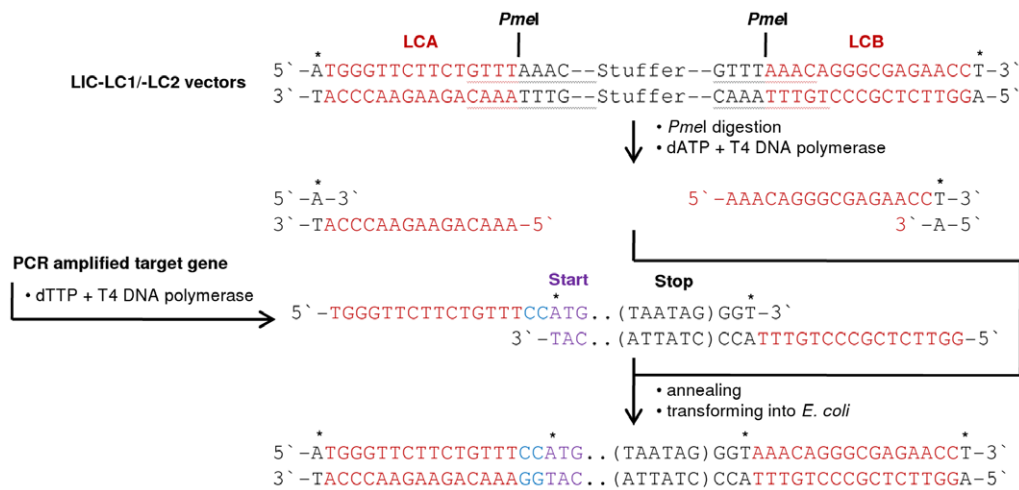 PmeI PmeI
LCA LCB
* *
LIC-LC1/-LC2 vectors
5`-ATGGGTTCTTCTGTTTAAAC--Stuffer--GTTTAAACAGGGCGAGAACCT-3`
3`-TACCCAAGAAGACAAATTTG--Stuffer--CAAATTTGTCCCGCTCTTGGA-5`
• PmeI digestion
• dATP + T4 DNA polymerase
* *
5`-A-3` 5`-AAACAGGGCGAGAACCT-3`
3`-TACCCAAGAAGACAAA-5` 3`-A-5`
PCR amplified target gene
• dTTP + T4 DNA polymerase
Start Stop
* *
5`-TGGGTTCTTCTGTTTCCATG..(TAATAG)GGT-3`
3`-TAC..(ATTATC)CCATTTGTCCCGCTCTTGG-5`
• annealing
• transforming into E. coli
* * * *
5`-ATGGGTTCTTCTGTTTCCATG..(TAATAG)GGTAAACAGGGCGAGAACCT-3`
3`-TACCCAAGAAGACAAAGGTAC..(ATTATC)CCATTTGTCCCGCTCTTGGA-5`